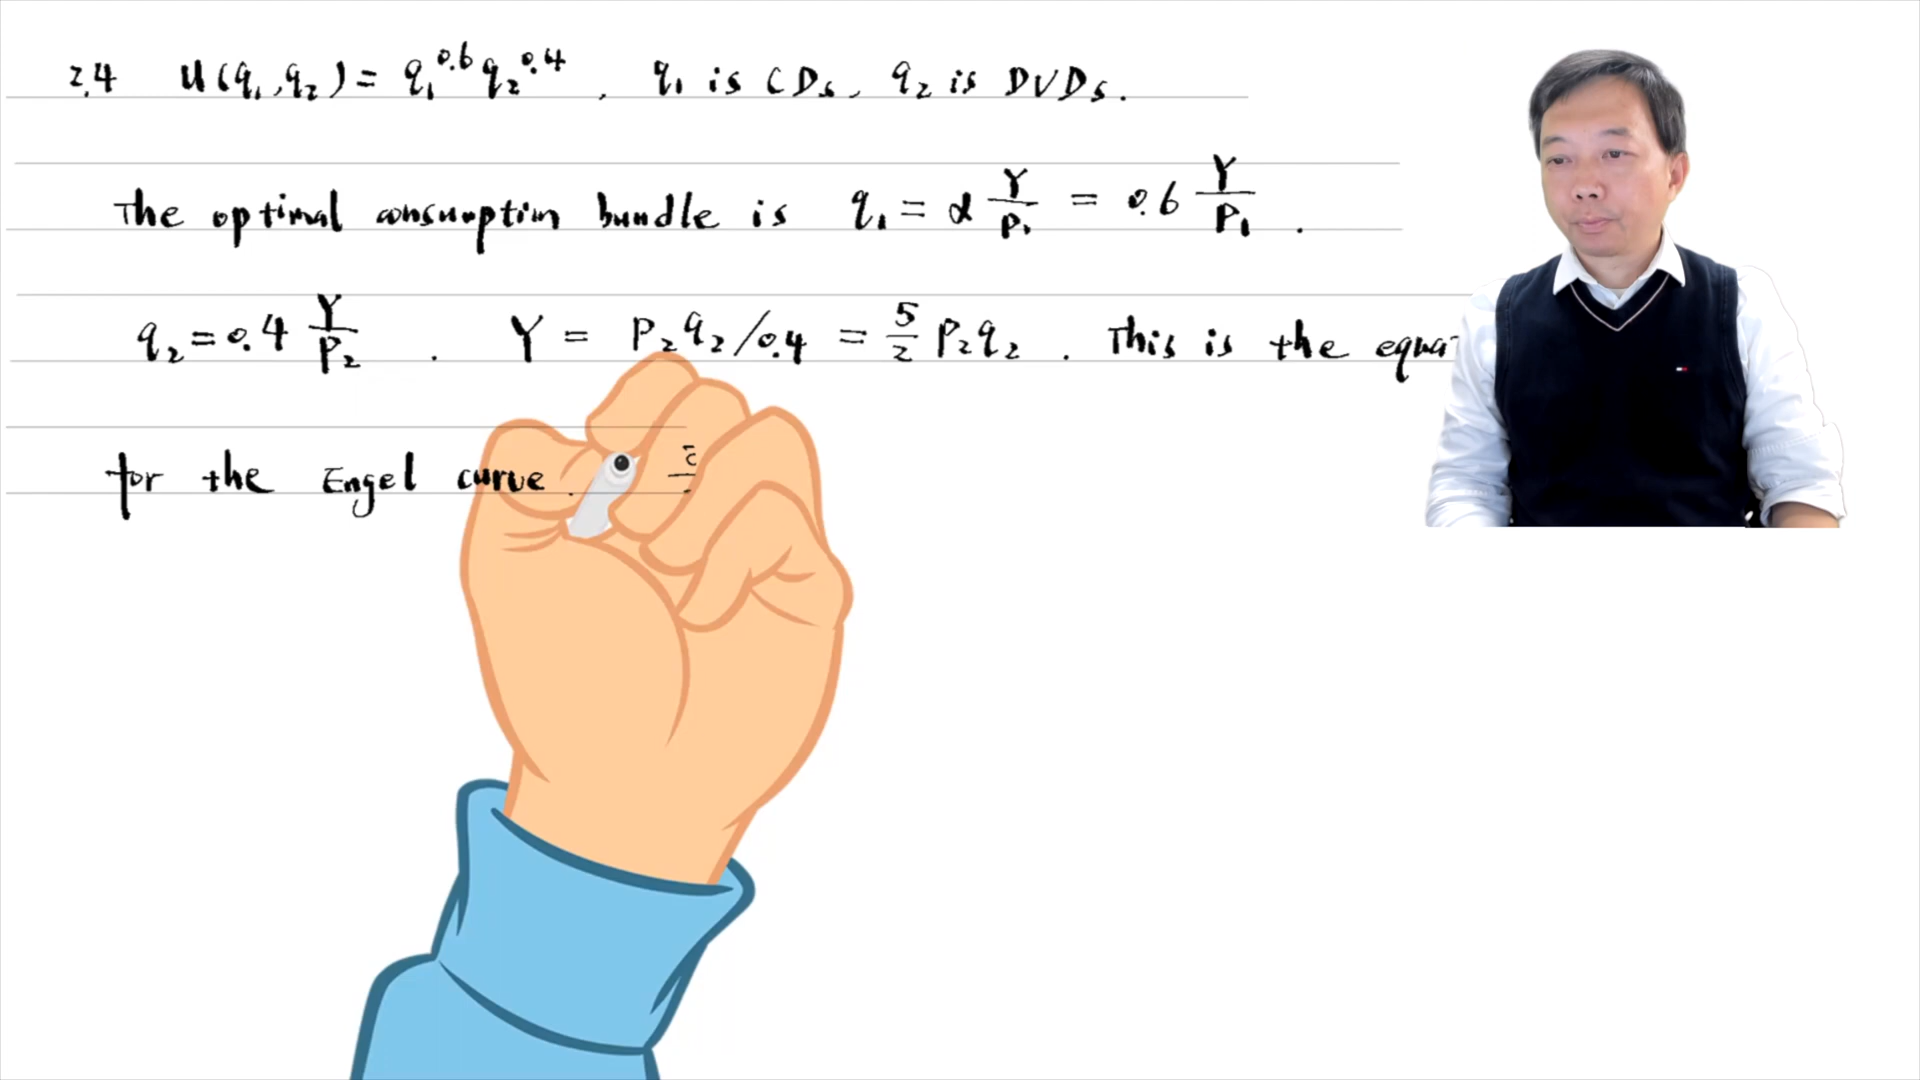 2.4 U(q₁,q₂) = q₁^0.6 q₂^0.4, q₁ is CDs, q₂ is DVDs.
The optimal consumption bundle is q₁ = α Y/P₁ = 0.6 Y/P₁.
q₂ = 0.4 Y/P₂. Y = P₂q₂/0.4 = 5/2 P₂q₂. This is the equa
for the Engel curve.